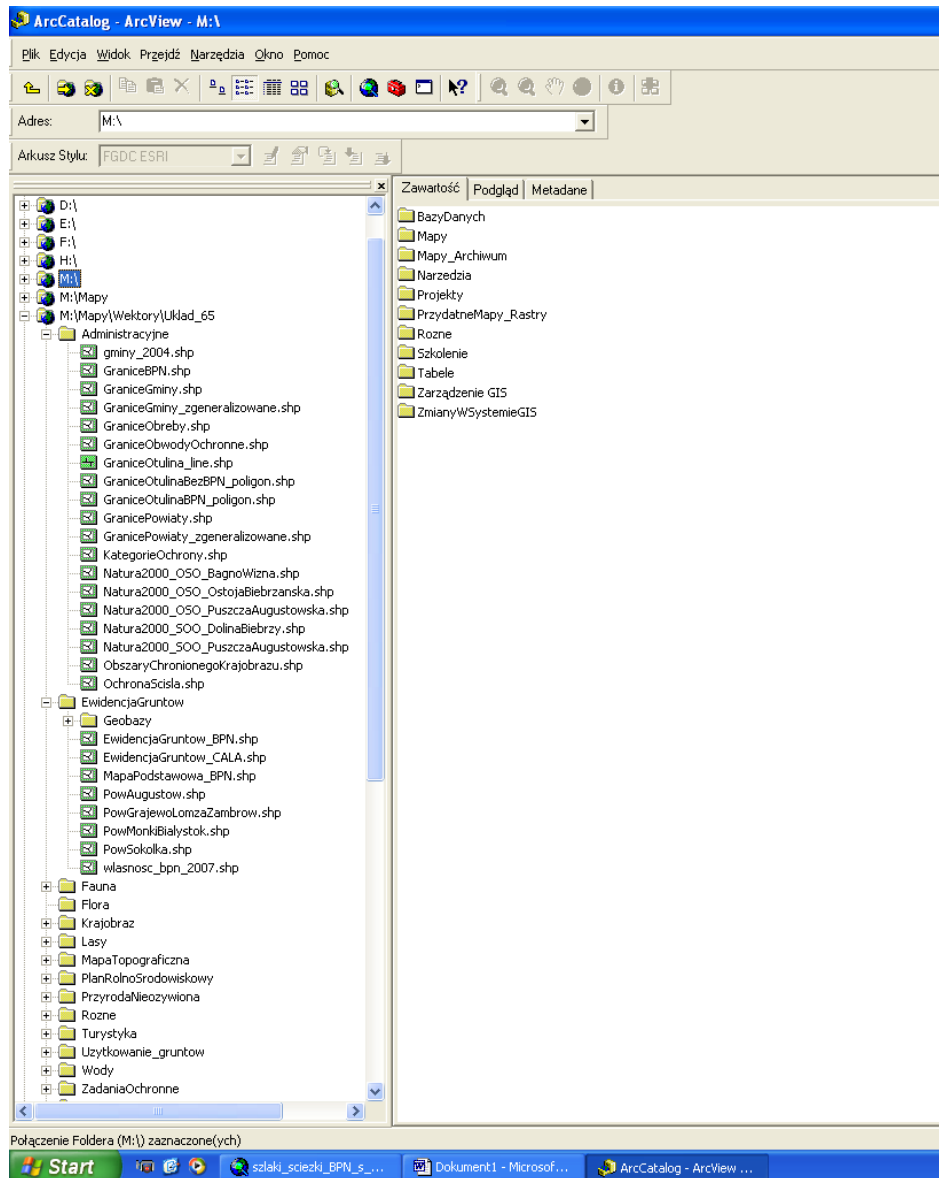 ArcCatalog - ArcView - M:\
Plik Edycja Widok Przejdź Narzędzia Okno Pomoc
Adres: M:\
Arkusz Stylu: FGDC ESRI
D:\
E:\
F:\
H:\
M:\
M:\Mapy
M:\Mapy\Wektory\Uklad_65
Administracyjne
gminy_2004.shp
GraniceBPN.shp
GraniceGminy.shp
GraniceGminy_zgeneralizowane.shp
GraniceObreby.shp
GraniceObwodyOchronne.shp
GraniceOtulina_line.shp
GraniceOtulinaBezBPN_poligon.shp
GraniceOtulinaBPN_poligon.shp
GranicePowiaty.shp
GranicePowiaty_zgeneralizowane.shp
KategorieOchrony.shp
Natura2000_OSO_BagnoWizna.shp
Natura2000_OSO_OstojaBiebrzanska.shp
Natura2000_OSO_PuszczaAugustowska.shp
Natura2000_SOO_DolinaBiebrzy.shp
Natura2000_SOO_PuszczaAugustowska.shp
ObszaryChronionegoKrajobrazu.shp
OchronaScisla.shp
EwidencjaGruntow
Geobazy
EwidencjaGruntow_BPN.shp
EwidencjaGruntow_CALA.shp
MapaPodstawowa_BPN.shp
PowAugustow.shp
PowGrajewoLomzaZambrow.shp
PowMonkiBialystok.shp
PowSokolka.shp
wlasnosc_bpn_2007.shp
Fauna
Flora
Krajobraz
Lasy
MapaTopograficzna
PlanRolnoSrodowiskowy
PrzyrodaNieozywiona
Rozne
Turystyka
Uzytkowanie_gruntow
Wody
ZadaniaOchronne
Zawartość Podgląd Metadane
BazyDanych
Mapy
Mapy_Archiwum
Narzedzia
Projekty
PrzydatneMapy_Rastry
Rozne
Szkolenie
Tabele
Zarządzenie GIS
ZmianyWSystemieGIS
Połączenie Foldera (M:\) zaznaczone(ych)
Start szlaki_sciezki_BPN_s_... Dokument1 - Microsof... ArcCatalog - ArcView ...